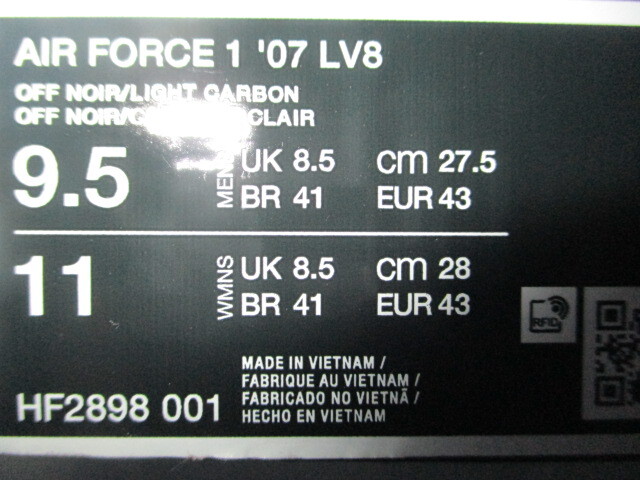 AIR FORCE 1 '07 LV8
OFF NOIR/LIGHT CARBON
OFF NOIR/ CLAIR
9.5 MENS UK 8.5 cm 27.5
BR 41 EUR 43
11 WMNS UK 8.5 cm 28
BR 41 EUR 43
RFID
HF2898 001
MADE IN VIETNAM /
FABRIQUE AU VIETNAM /
FABRICADO NO VIETNÃ /
HECHO EN VIETNAM